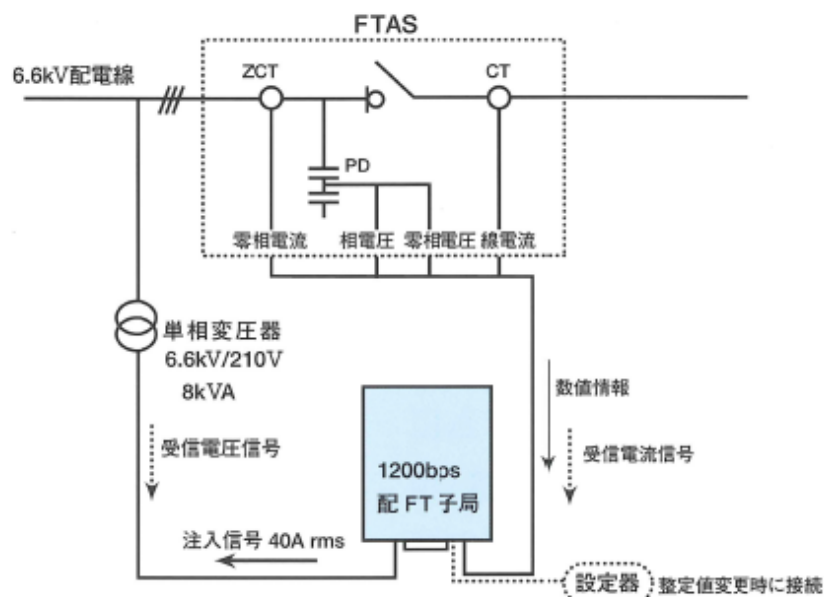 FTAS
6.6kV配電線
ZCT
CT
PD
零相電流
相電圧
零相電圧
線電流
単相変圧器
6.6kV/210V
8kVA
受信電圧信号
数値情報
受信電流信号
1200bps
配 FT 子局
注入信号 40A rms
設定器
整定値変更時に接続